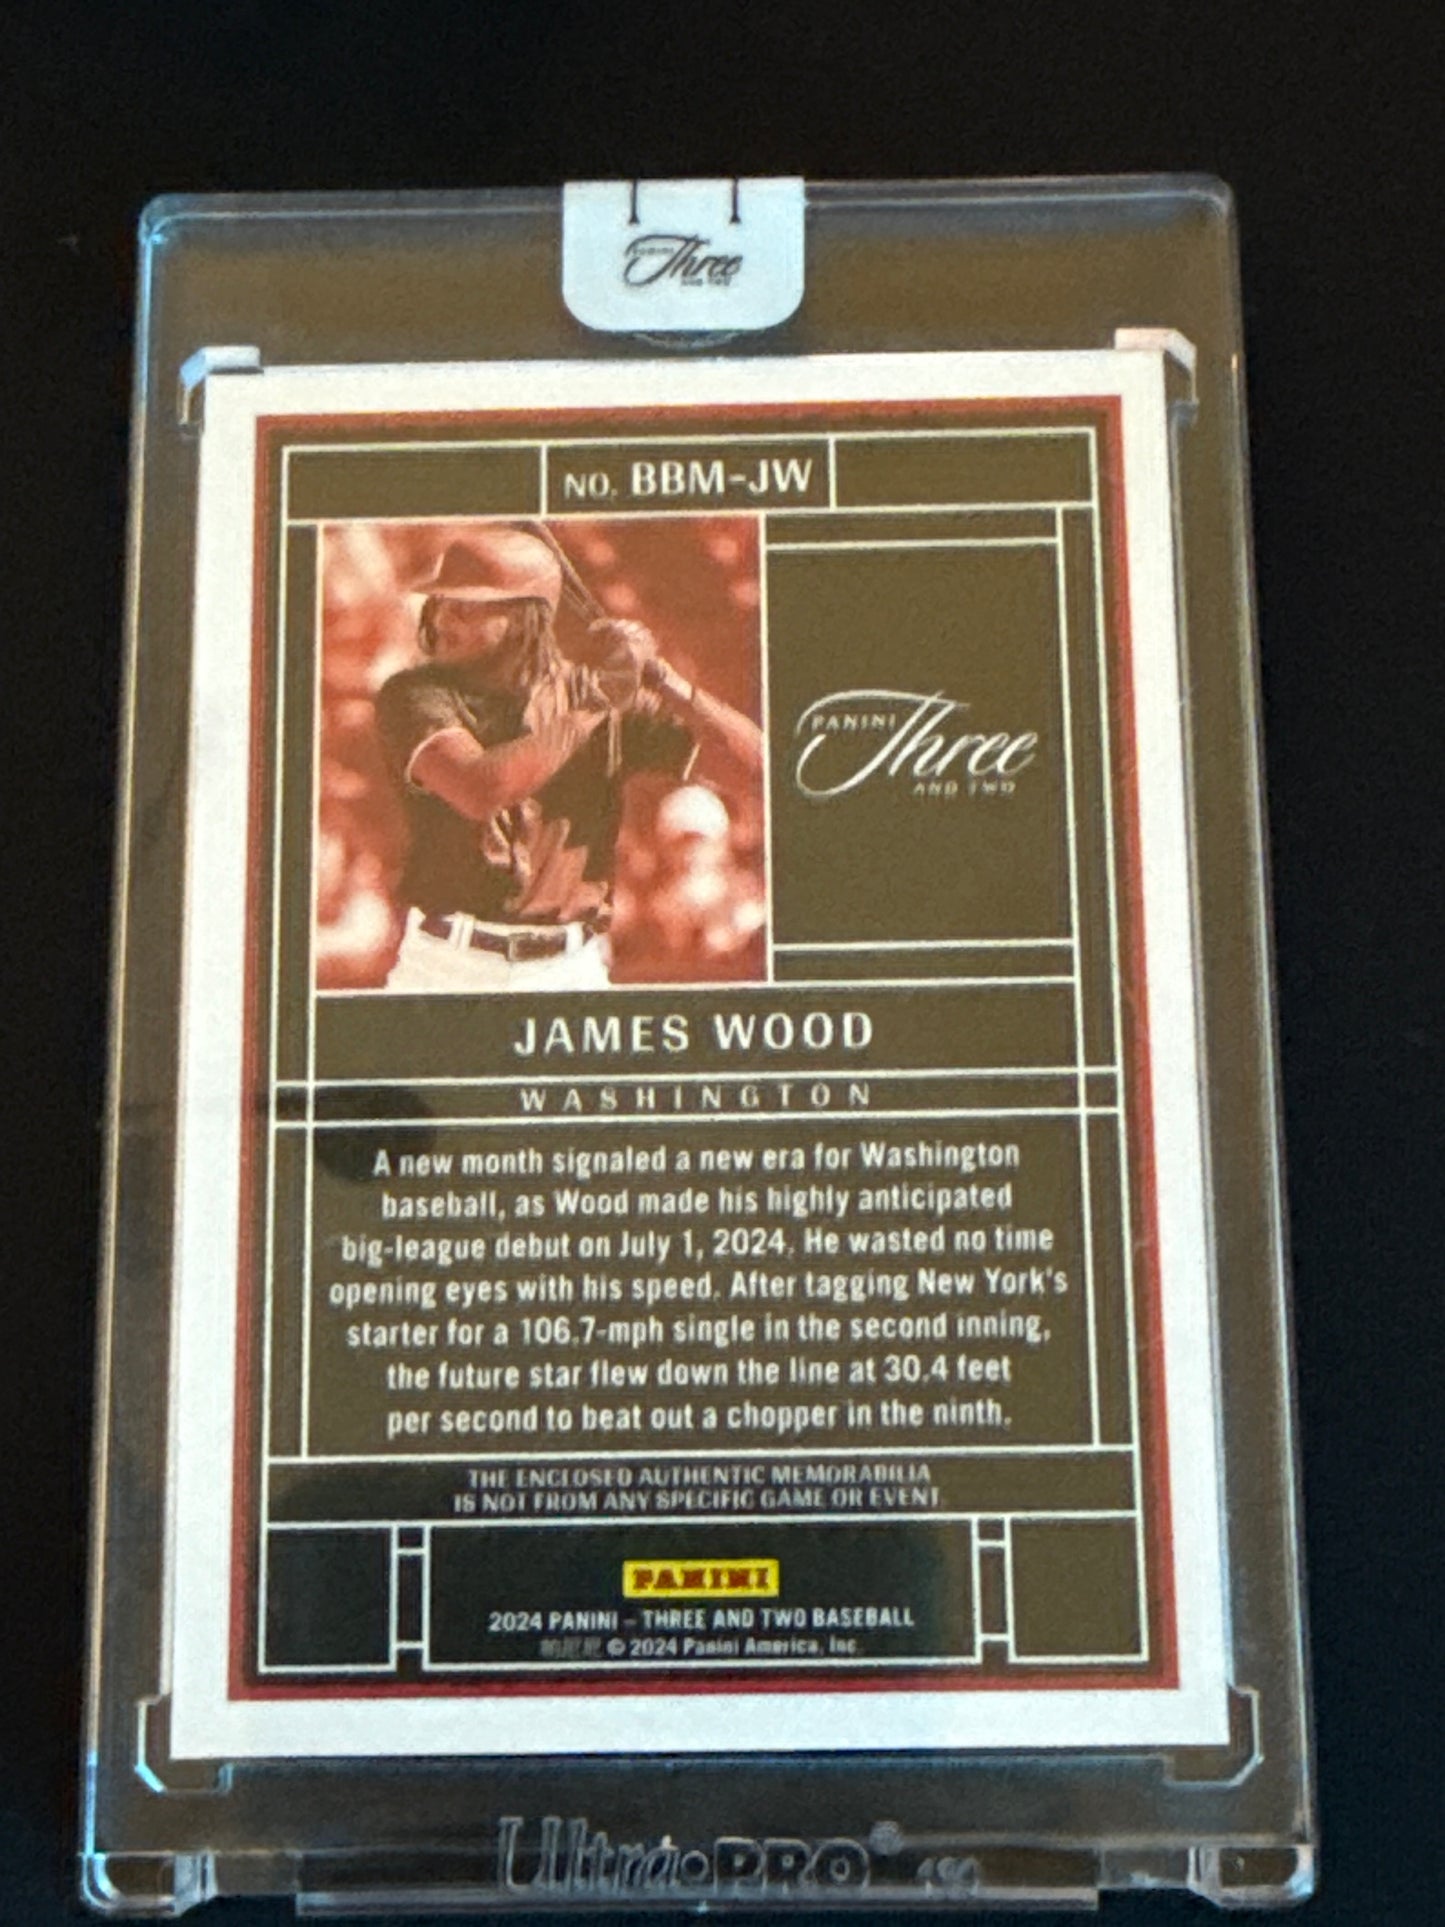 PANINI Three
AND TWO
NO. BBM-JW
PANINI Three
AND TWO
JAMES WOOD
WASHINGTON
A new month signaled a new era for Washington
baseball, as Wood made his highly anticipated
big-league debut on July 1, 2024. He wasted no time
opening eyes with his speed. After tagging New York's
starter for a 106.7-mph single in the second inning,
the future star flew down the line at 30.4 feet
per second to beat out a chopper in the ninth.
THE ENCLOSED AUTHENTIC MEMORABILIA
IS NOT FROM ANY SPECIFIC GAME OR EVENT.
PANINI
2024 PANINI – THREE AND TWO BASEBALL
© 2024 Panini America, Inc.
Ultra•PRO®